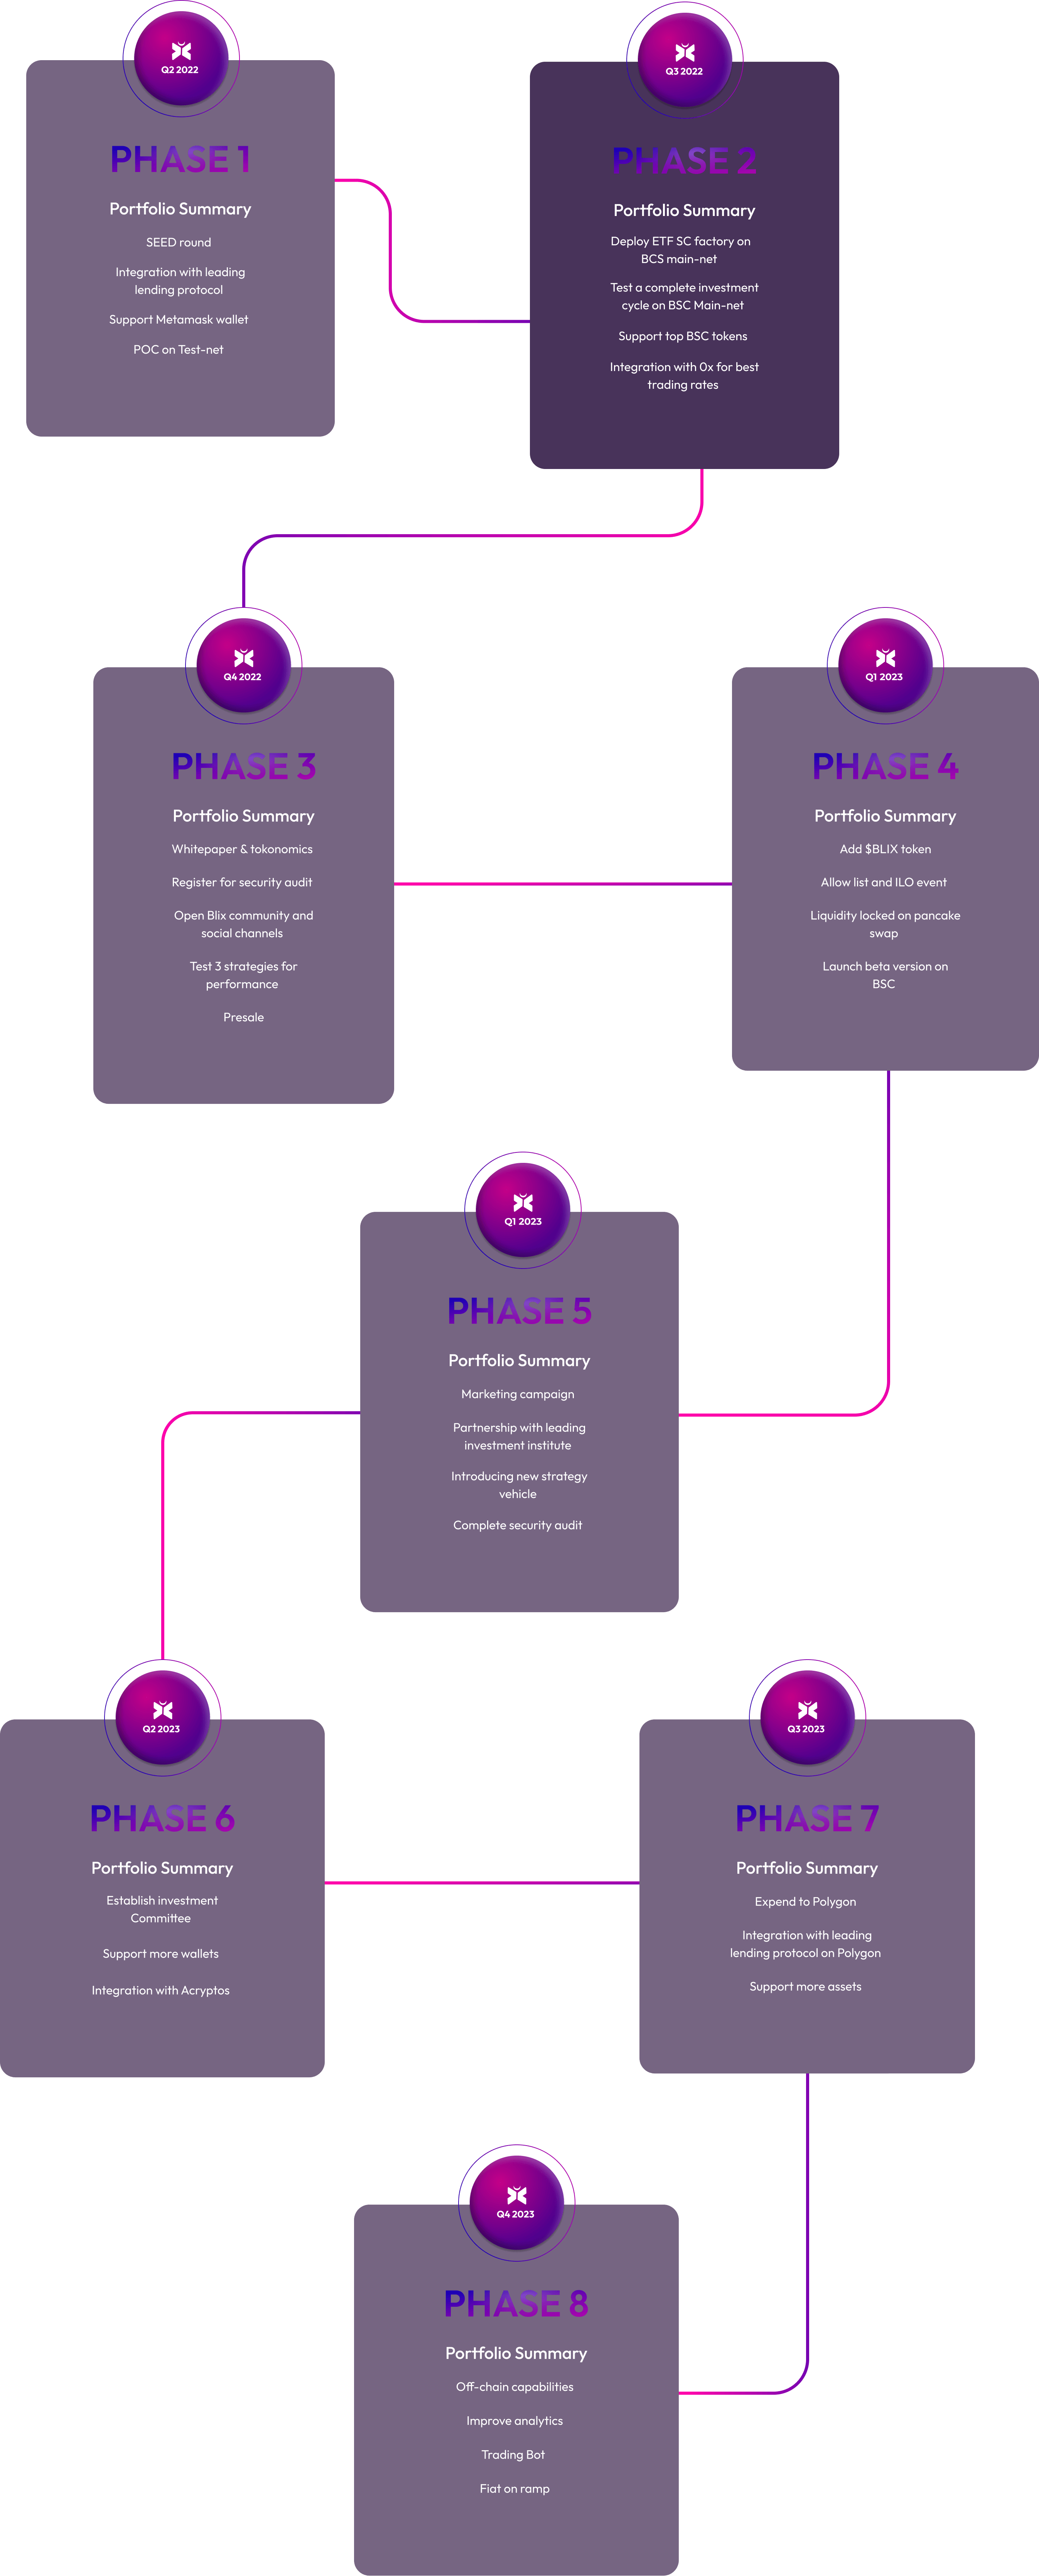 Q2 2022
PHASE 1
Portfolio Summary
SEED round
Integration with leading
lending protocol
Support Metamask wallet
POC on Test-net
Q3 2022
PHASE 2
Portfolio Summary
Deploy ETF SC factory on
BCS main-net
Test a complete investment
cycle on BSC Main-net
Support top BSC tokens
Integration with 0x for best
trading rates
Q4 2022
PHASE 3
Portfolio Summary
Whitepaper & tokonomics
Register for security audit
Open Blix community and
social channels
Test 3 strategies for
performance
Presale
Q1 2023
PHASE 4
Portfolio Summary
Add $BLIX token
Allow list and ILO event
Liquidity locked on pancake
swap
Launch beta version on
BSC
Q1 2023
PHASE 5
Portfolio Summary
Marketing campaign
Partnership with leading
investment institute
Introducing new strategy
vehicle
Complete security audit
Q2 2023
PHASE 6
Portfolio Summary
Establish investment
Committee
Support more wallets
Integration with Acryptos
Q3 2023
PHASE 7
Portfolio Summary
Expend to Polygon
Integration with leading
lending protocol on Polygon
Support more assets
Q4 2023
PHASE 8
Portfolio Summary
Off-chain capabilities
Improve analytics
Trading Bot
Fiat on ramp